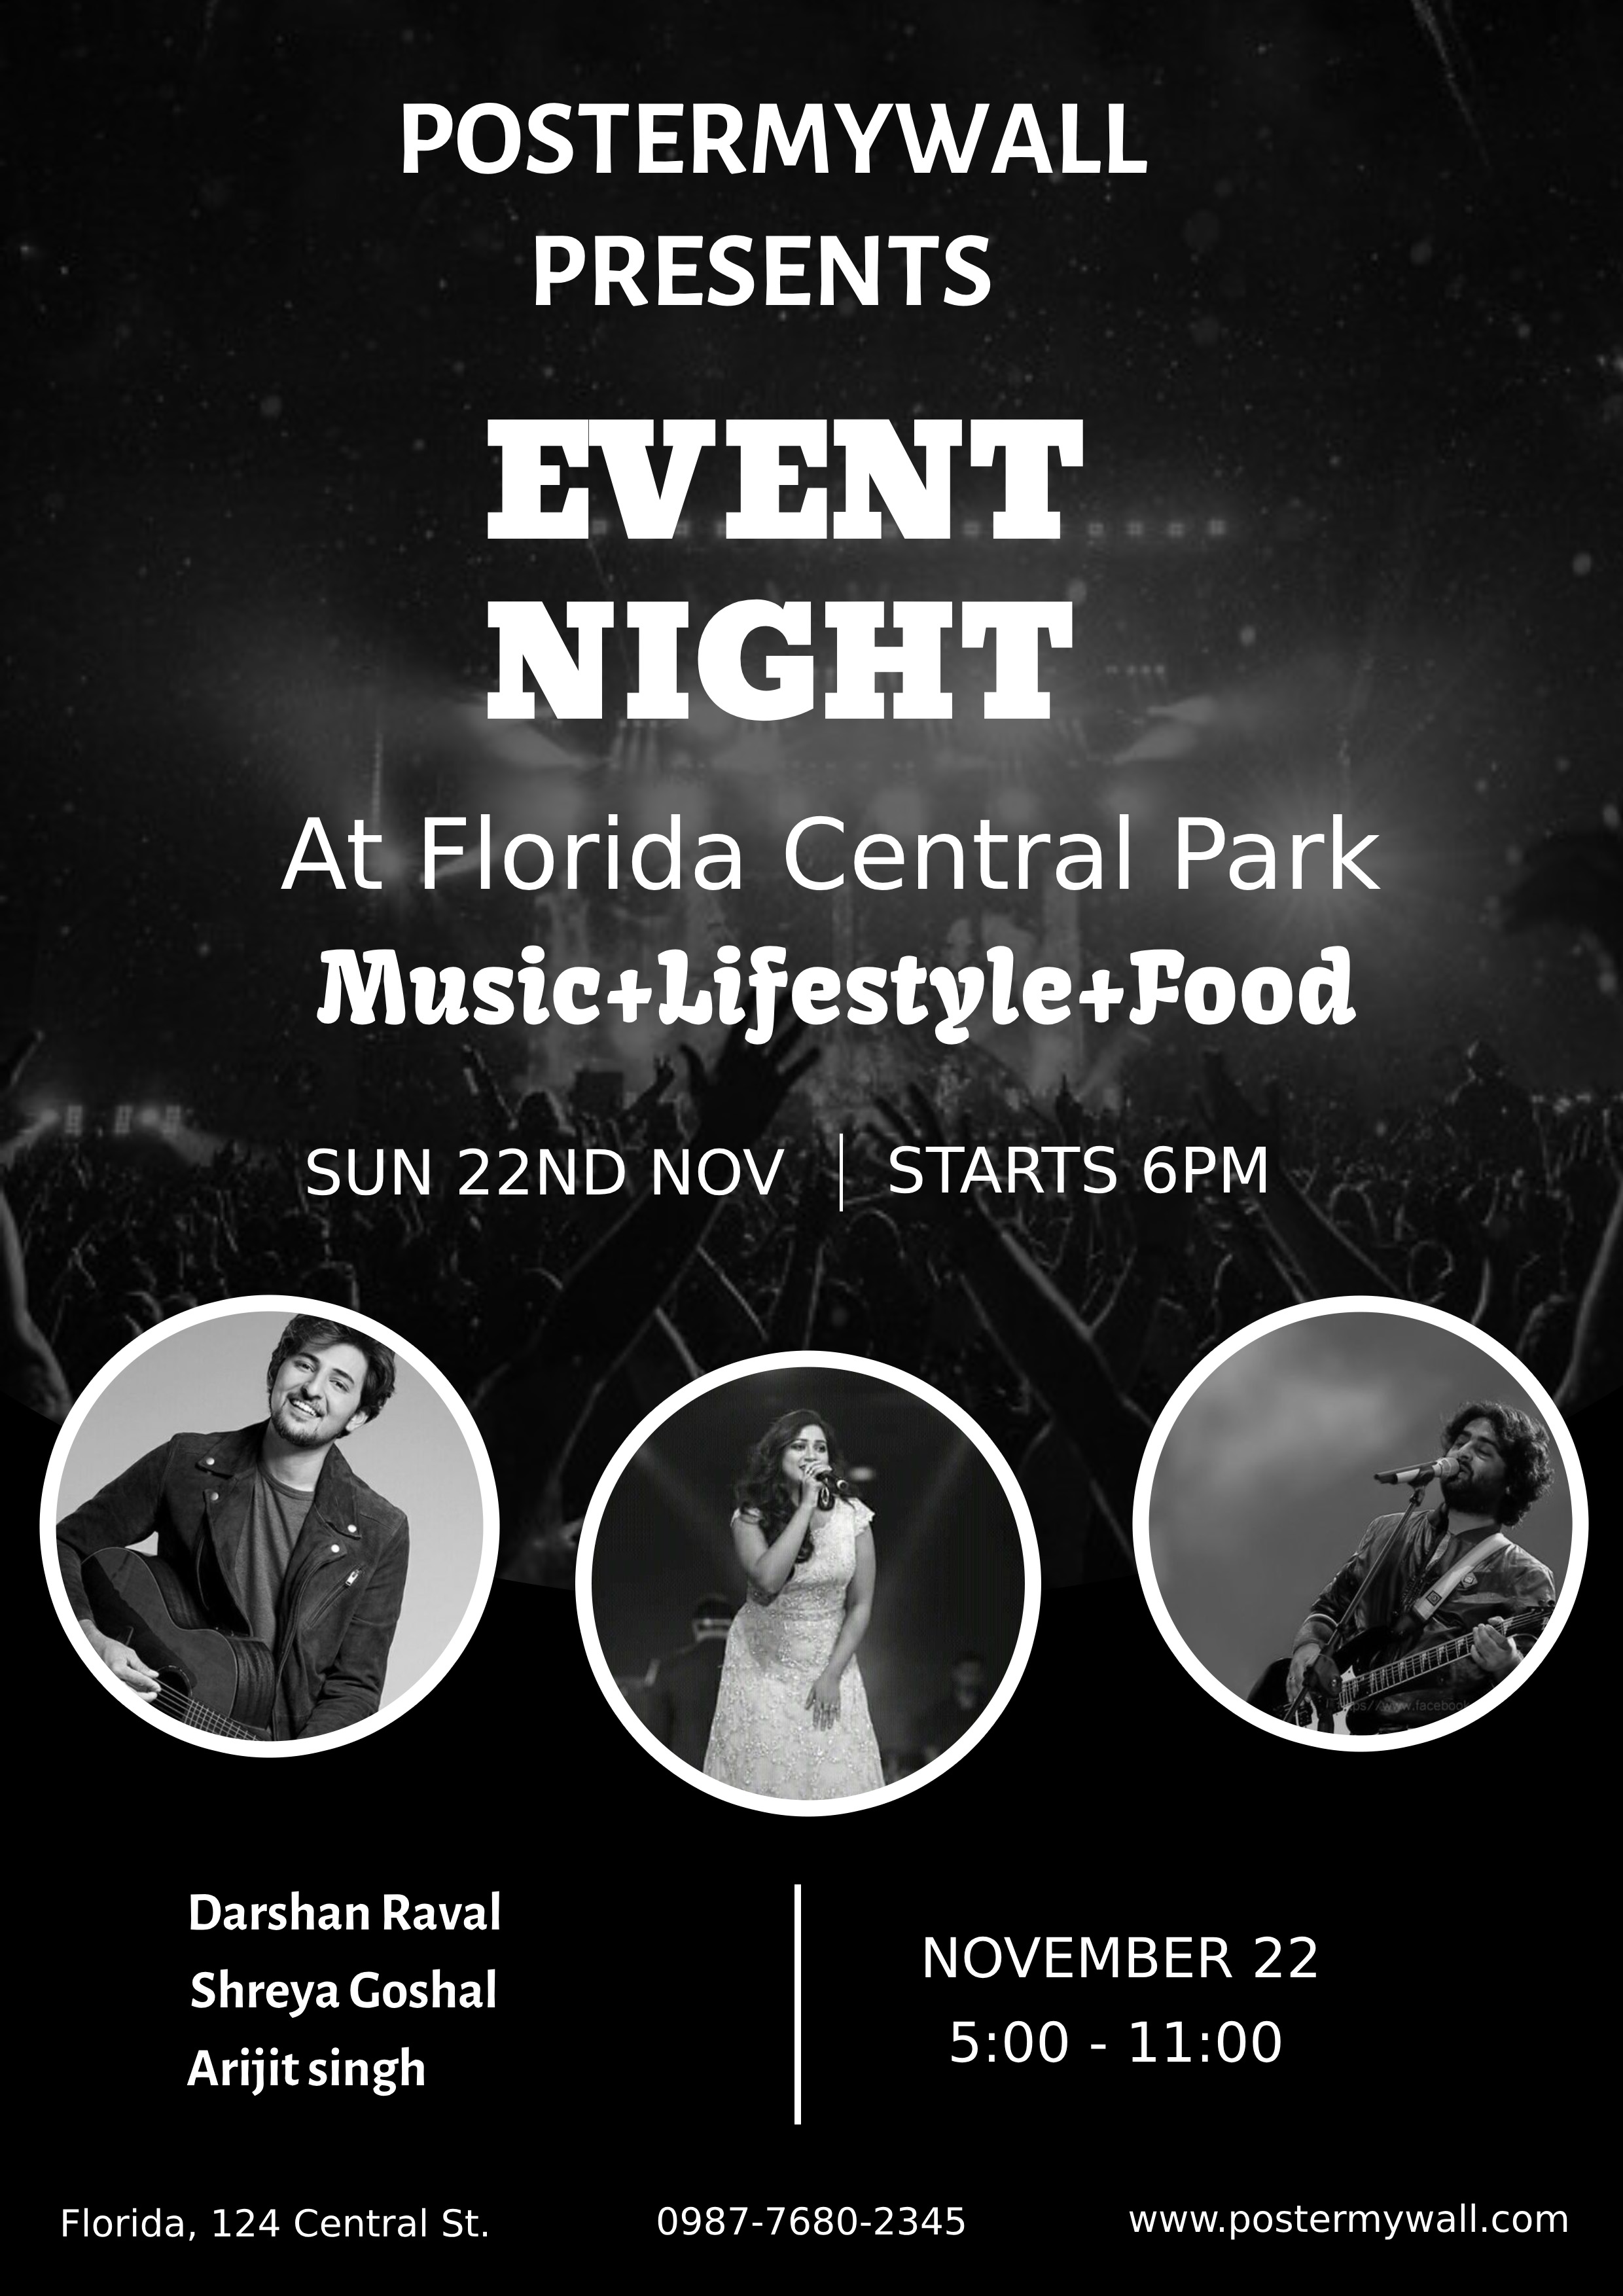 POSTERMYWALL
PRESENTS
EVENT
NIGHT
At Florida Central Park
Music+Lifestyle+Food
SUN 22ND NOV | STARTS 6PM
Darshan Raval
Shreya Goshal
Arijit singh
NOVEMBER 22
5:00 - 11:00
Florida, 124 Central St.
0987-7680-2345
www.postermywall.com